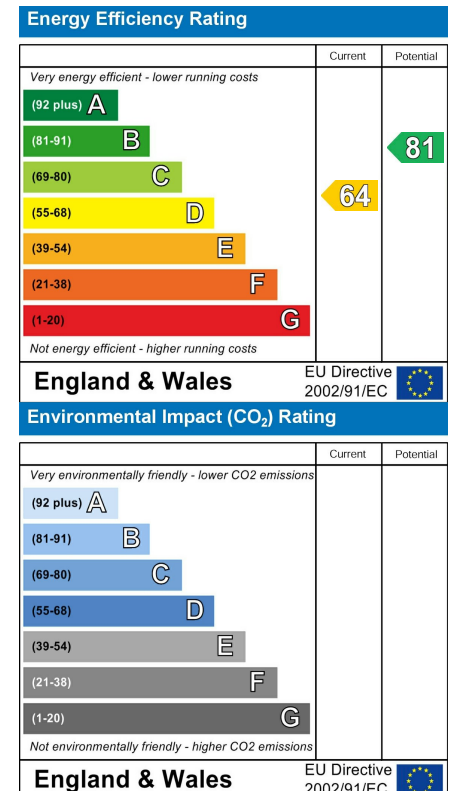 Energy Efficiency Rating
Current Potential
Very energy efficient - lower running costs
(92 plus) A
(81-91) B
81
(69-80) C
64
(55-68) D
(39-54) E
(21-38) F
(1-20) G
Not energy efficient - higher running costs
England & Wales
EU Directive
2002/91/EC
Environmental Impact (CO₂) Rating
Current Potential
Very environmentally friendly - lower CO2 emissions
(92 plus) A
(81-91) B
(69-80) C
(55-68) D
(39-54) E
(21-38) F
(1-20) G
Not environmentally friendly - higher CO2 emissions
England & Wales
EU Directive
2002/91/EC